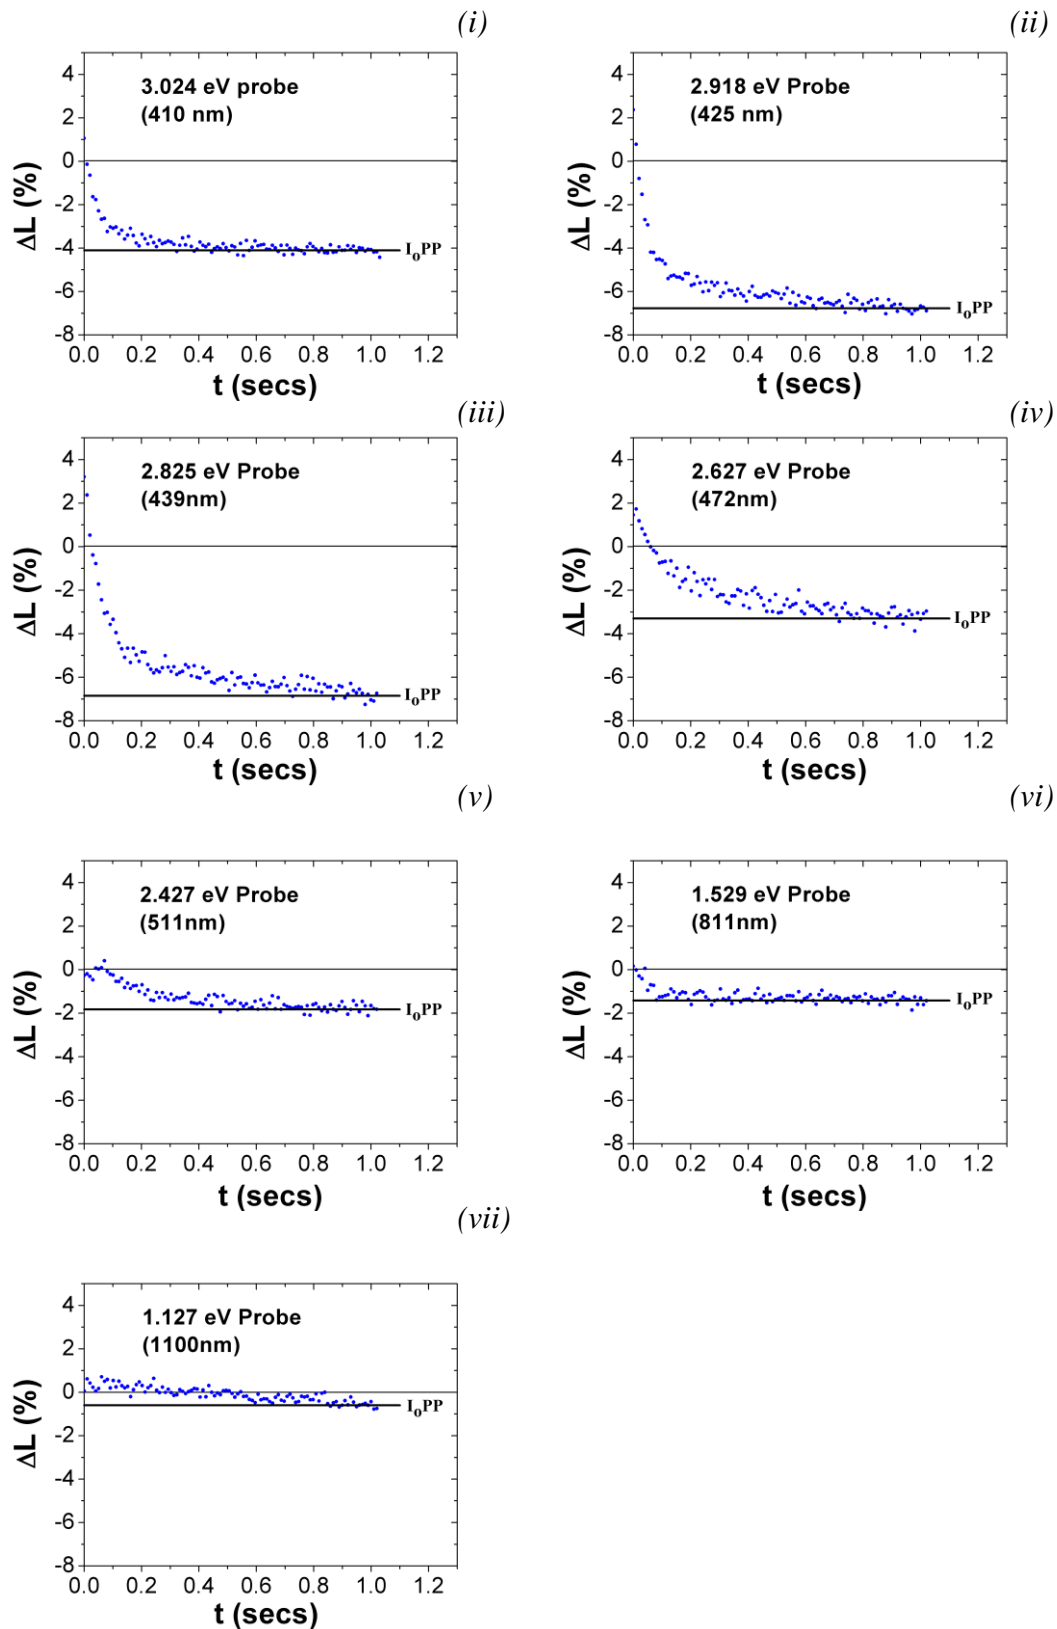 (i)
3.024 eV probe
(410 nm)
4
2
0
-2
-4
-6
-8
ΔL (%)
I₀PP
0.0 0.2 0.4 0.6 0.8 1.0 1.2
t (secs)
(ii)
2.918 eV Probe
(425 nm)
4
2
0
-2
-4
-6
-8
ΔL (%)
I₀PP
0.0 0.2 0.4 0.6 0.8 1.0 1.2
t (secs)
(iii)
2.825 eV Probe
(439nm)
4
2
0
-2
-4
-6
-8
ΔL (%)
I₀PP
0.0 0.2 0.4 0.6 0.8 1.0 1.2
t (secs)
(iv)
2.627 eV Probe
(472nm)
4
2
0
-2
-4
-6
-8
ΔL (%)
I₀PP
0.0 0.2 0.4 0.6 0.8 1.0 1.2
t (secs)
(v)
2.427 eV Probe
(511nm)
4
2
0
-2
-4
-6
-8
ΔL (%)
I₀PP
0.0 0.2 0.4 0.6 0.8 1.0 1.2
t (secs)
(vi)
1.529 eV Probe
(811nm)
4
2
0
-2
-4
-6
-8
ΔL (%)
I₀PP
0.0 0.2 0.4 0.6 0.8 1.0 1.2
t (secs)
(vii)
1.127 eV Probe
(1100nm)
4
2
0
-2
-4
-6
-8
ΔL (%)
I₀PP
0.0 0.2 0.4 0.6 0.8 1.0 1.2
t (secs)